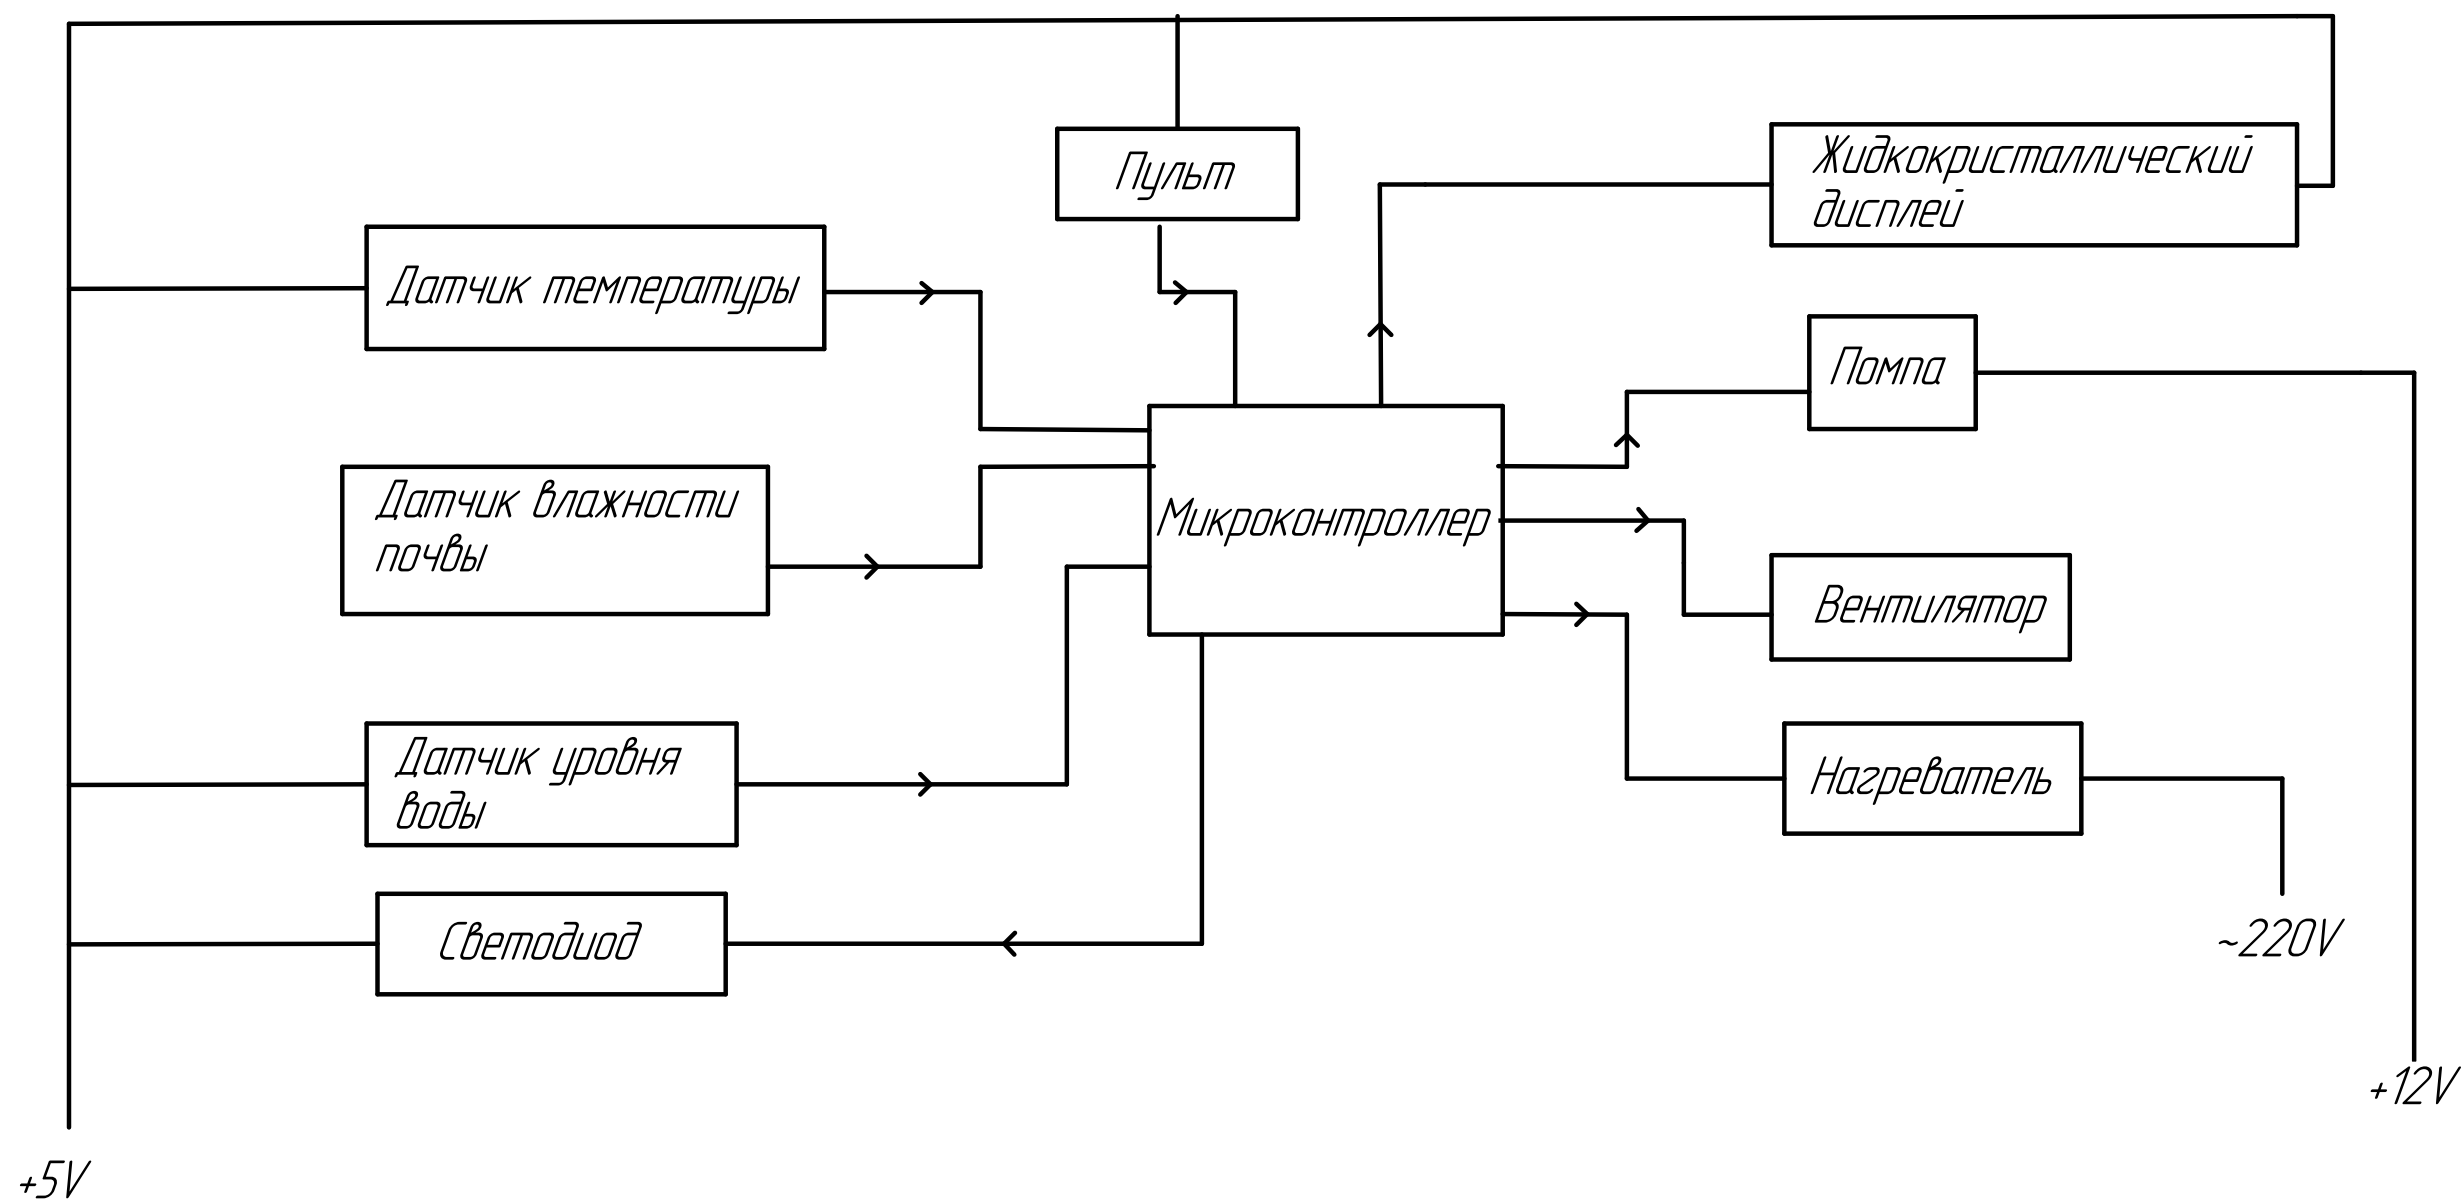 Пульт
Жидкокристаллический
дисплей
Датчик температуры
Помпа
Датчик влажности
почвы
Микроконтроллер
Вентилятор
Датчик уровня
воды
Нагреватель
Светодиод
~220V
+12V
+5V